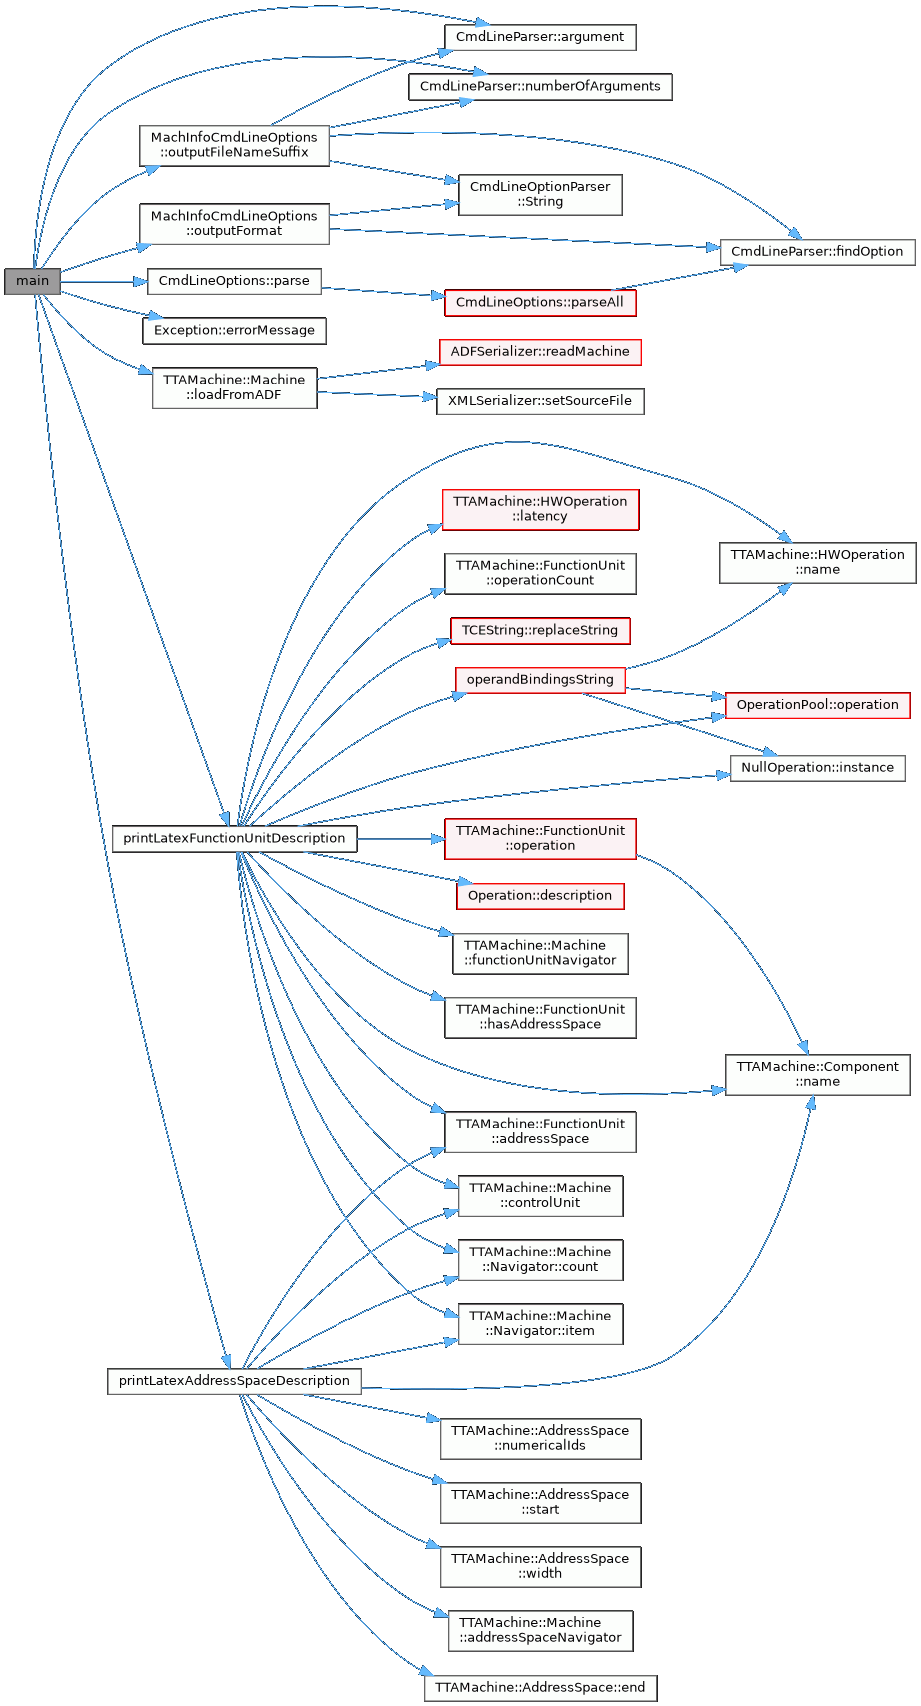 CmdLineParser::argument
CmdLineParser::numberOfArguments
MachInfoCmdLineOptions
::outputFileNameSuffix
CmdLineOptionParser
::String
MachInfoCmdLineOptions
::outputFormat
CmdLineParser::findOption
main
CmdLineOptions::parse
CmdLineOptions::parseAll
Exception::errorMessage
ADFSerializer::readMachine
TTAMachine::Machine
::loadFromADF
XMLSerializer::setSourceFile
TTAMachine::HWOperation
::latency
TTAMachine::HWOperation
::name
TTAMachine::FunctionUnit
::operationCount
TCEString::replaceString
operandBindingsString
OperationPool::operation
NullOperation::instance
printLatexFunctionUnitDescription
TTAMachine::FunctionUnit
::operation
Operation::description
TTAMachine::Machine
::functionUnitNavigator
TTAMachine::FunctionUnit
::hasAddressSpace
TTAMachine::Component
::name
TTAMachine::FunctionUnit
::addressSpace
TTAMachine::Machine
::controlUnit
TTAMachine::Machine
::Navigator::count
TTAMachine::Machine
::Navigator::item
printLatexAddressSpaceDescription
TTAMachine::AddressSpace
::numericalIds
TTAMachine::AddressSpace
::start
TTAMachine::AddressSpace
::width
TTAMachine::Machine
::addressSpaceNavigator
TTAMachine::AddressSpace::end